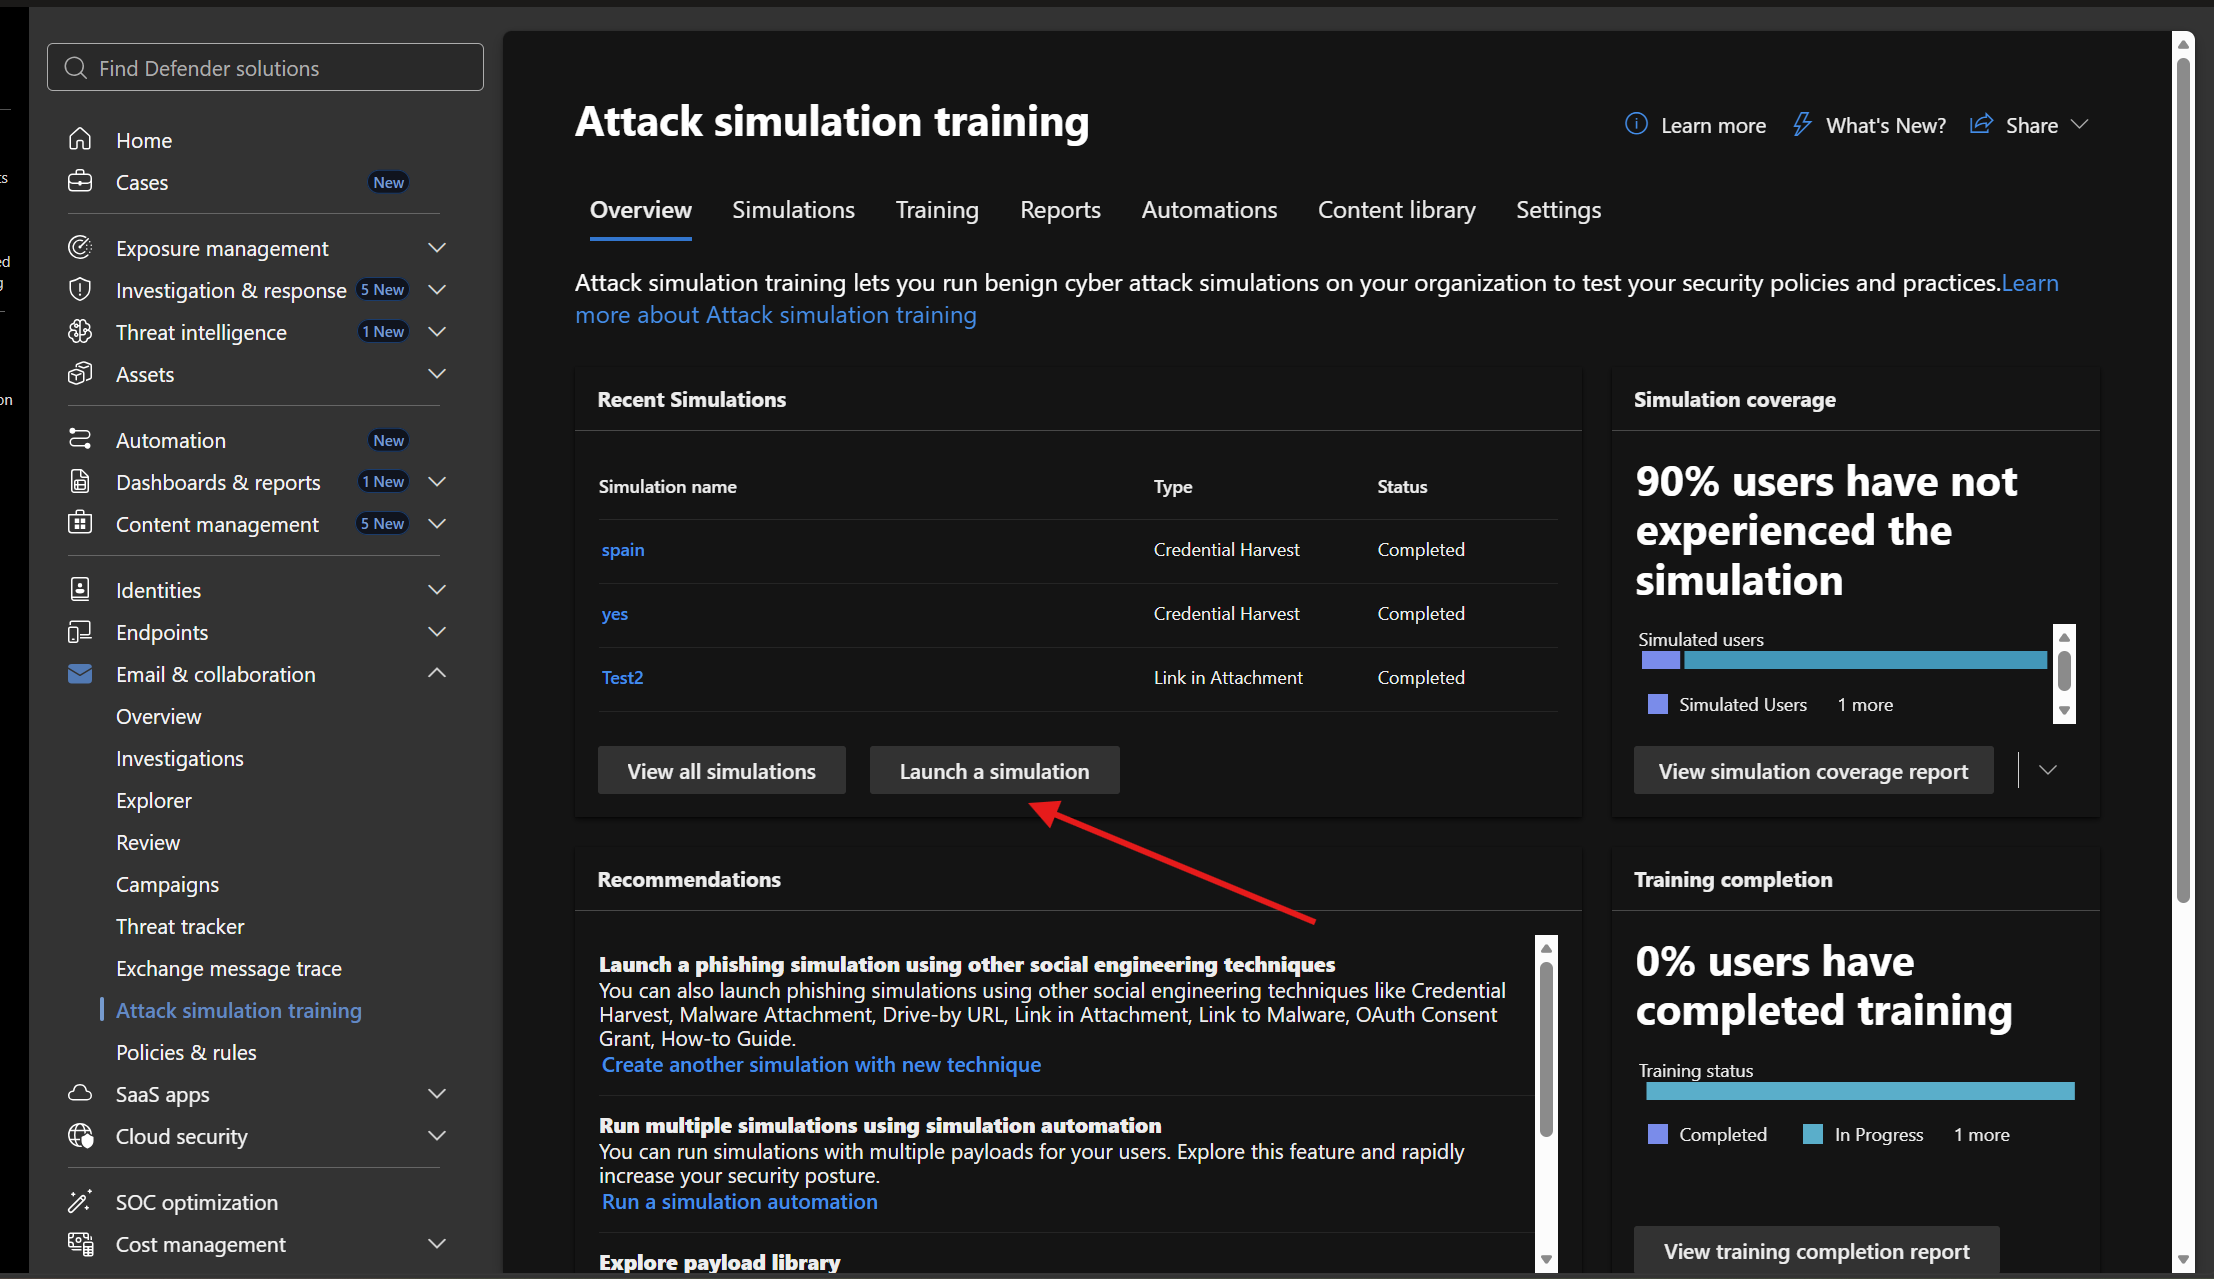 Find Defender solutions
Home
Cases New
Exposure management
Investigation & response 5 New
Threat intelligence 1 New
Assets
Automation New
Dashboards & reports 1 New
Content management 5 New
Identities
Endpoints
Email & collaboration
Overview
Investigations
Explorer
Review
Campaigns
Threat tracker
Exchange message trace
Attack simulation training
Policies & rules
SaaS apps
Cloud security
SOC optimization
Cost management
Attack simulation training
Learn more What's New? Share
Overview Simulations Training Reports Automations Content library Settings
Attack simulation training lets you run benign cyber attack simulations on your organization to test your security policies and practices.Learn
more about Attack simulation training
Recent Simulations
Simulation name Type Status
spain Credential Harvest Completed
yes Credential Harvest Completed
Test2 Link in Attachment Completed
View all simulations Launch a simulation
Simulation coverage
90% users have not
experienced the
simulation
Simulated users
Simulated Users 1 more
View simulation coverage report
Recommendations
Launch a phishing simulation using other social engineering techniques
You can also launch phishing simulations using other social engineering techniques like Credential
Harvest, Malware Attachment, Drive-by URL, Link in Attachment, Link to Malware, OAuth Consent
Grant, How-to Guide.
Create another simulation with new technique
Run multiple simulations using simulation automation
You can run simulations with multiple payloads for your users. Explore this feature and rapidly
increase your security posture.
Run a simulation automation
Explore payload library
Training completion
0% users have
completed training
Training status
Completed In Progress 1 more
View training completion report